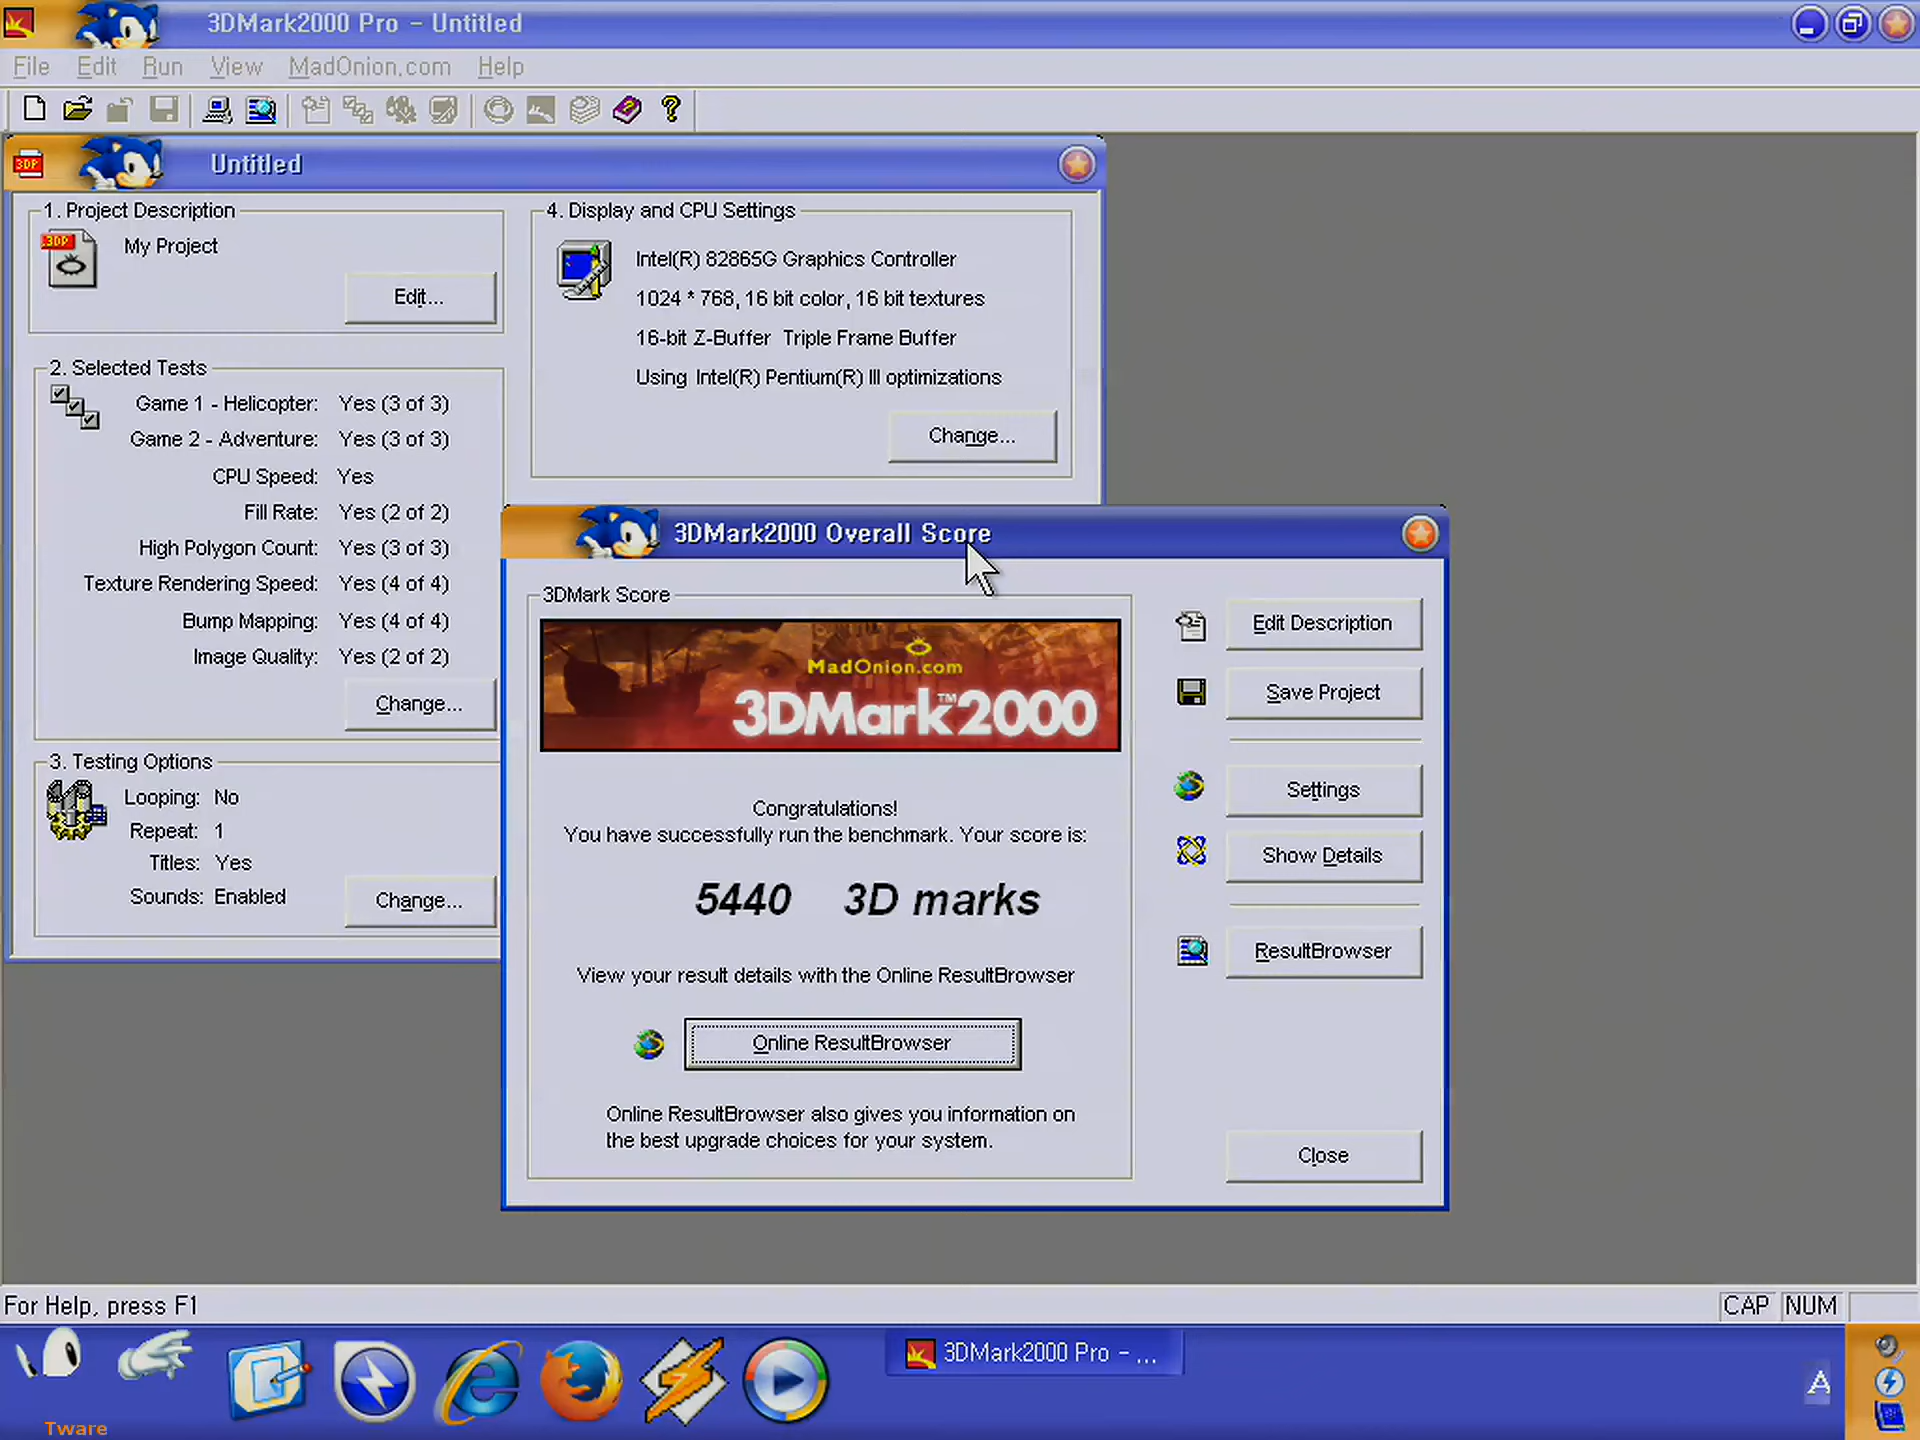 3DMark2000 Pro - Untitled
File Edit Run View MadOnion.com Help
3DP Untitled
1. Project Description
.3DP
My Project
Edit...
2. Selected Tests
Game 1 - Helicopter: Yes (3 of 3)
Game 2 - Adventure: Yes (3 of 3)
CPU Speed: Yes
Fill Rate: Yes (2 of 2)
High Polygon Count: Yes (3 of 3)
Texture Rendering Speed: Yes (4 of 4)
Bump Mapping: Yes (4 of 4)
Image Quality: Yes (2 of 2)
Change...
3. Testing Options
Looping: No
Repeat: 1
Titles: Yes
Sounds: Enabled
Change...
4. Display and CPU Settings
Intel(R) 82865G Graphics Controller
1024 * 768, 16 bit color, 16 bit textures
16-bit Z-Buffer Triple Frame Buffer
Using Intel(R) Pentium(R) III optimizations
Change...
3DMark2000 Overall Score
3DMark Score
MadOnion.com
3DMark™2000
Congratulations!
You have successfully run the benchmark. Your score is:
5440 3D marks
View your result details with the Online ResultBrowser
Online ResultBrowser
Online ResultBrowser also gives you information on
the best upgrade choices for your system.
Edit Description
Save Project
Settings
Show Details
ResultBrowser
Close
For Help, press F1
CAP NUM
3DMark2000 Pro - ...
A
Tware